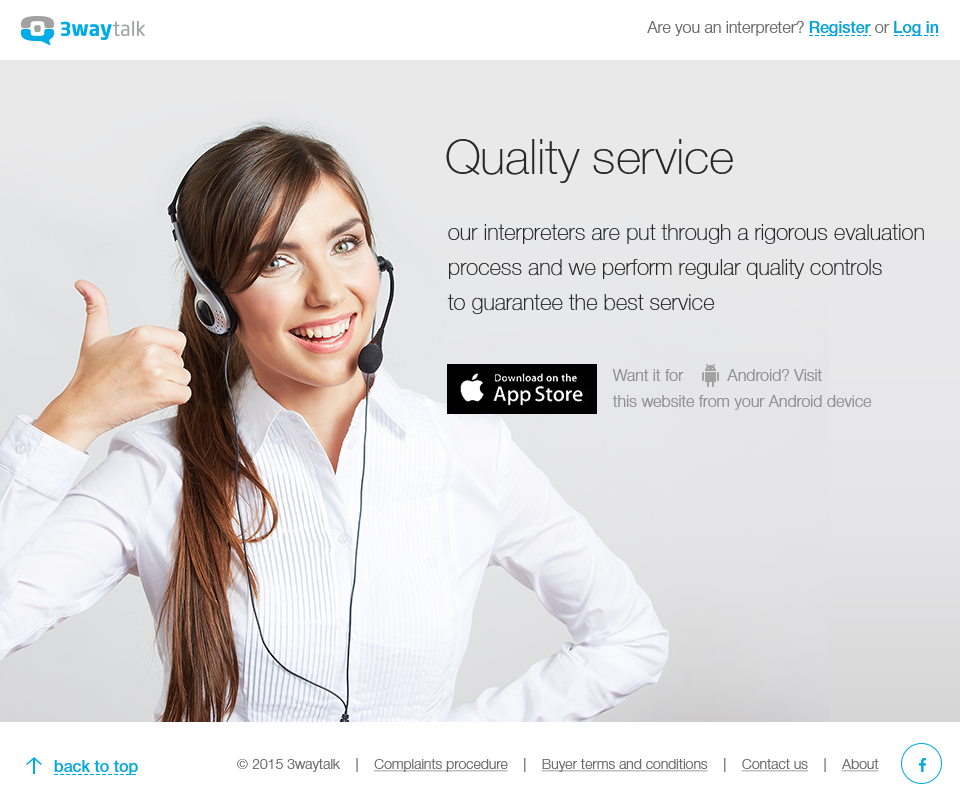 3waytalk
Are you an interpreter? Register or Log in
Quality service
our interpreters are put through a rigorous evaluation
process and we perform regular quality controls
to guarantee the best service
Download on the
App Store
Want it for Android? Visit
this website from your Android device
back to top
© 2015 3waytalk | Complaints procedure | Buyer terms and conditions | Contact us | About
f